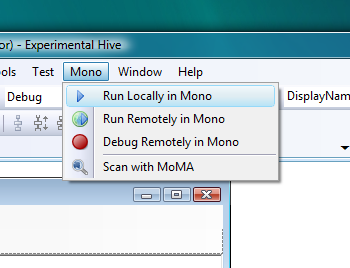 or) - Experimental Hive
ols Test Mono Window Help
Debug
DisplayNam
Run Locally in Mono
Run Remotely in Mono
Debug Remotely in Mono
Scan with MoMA